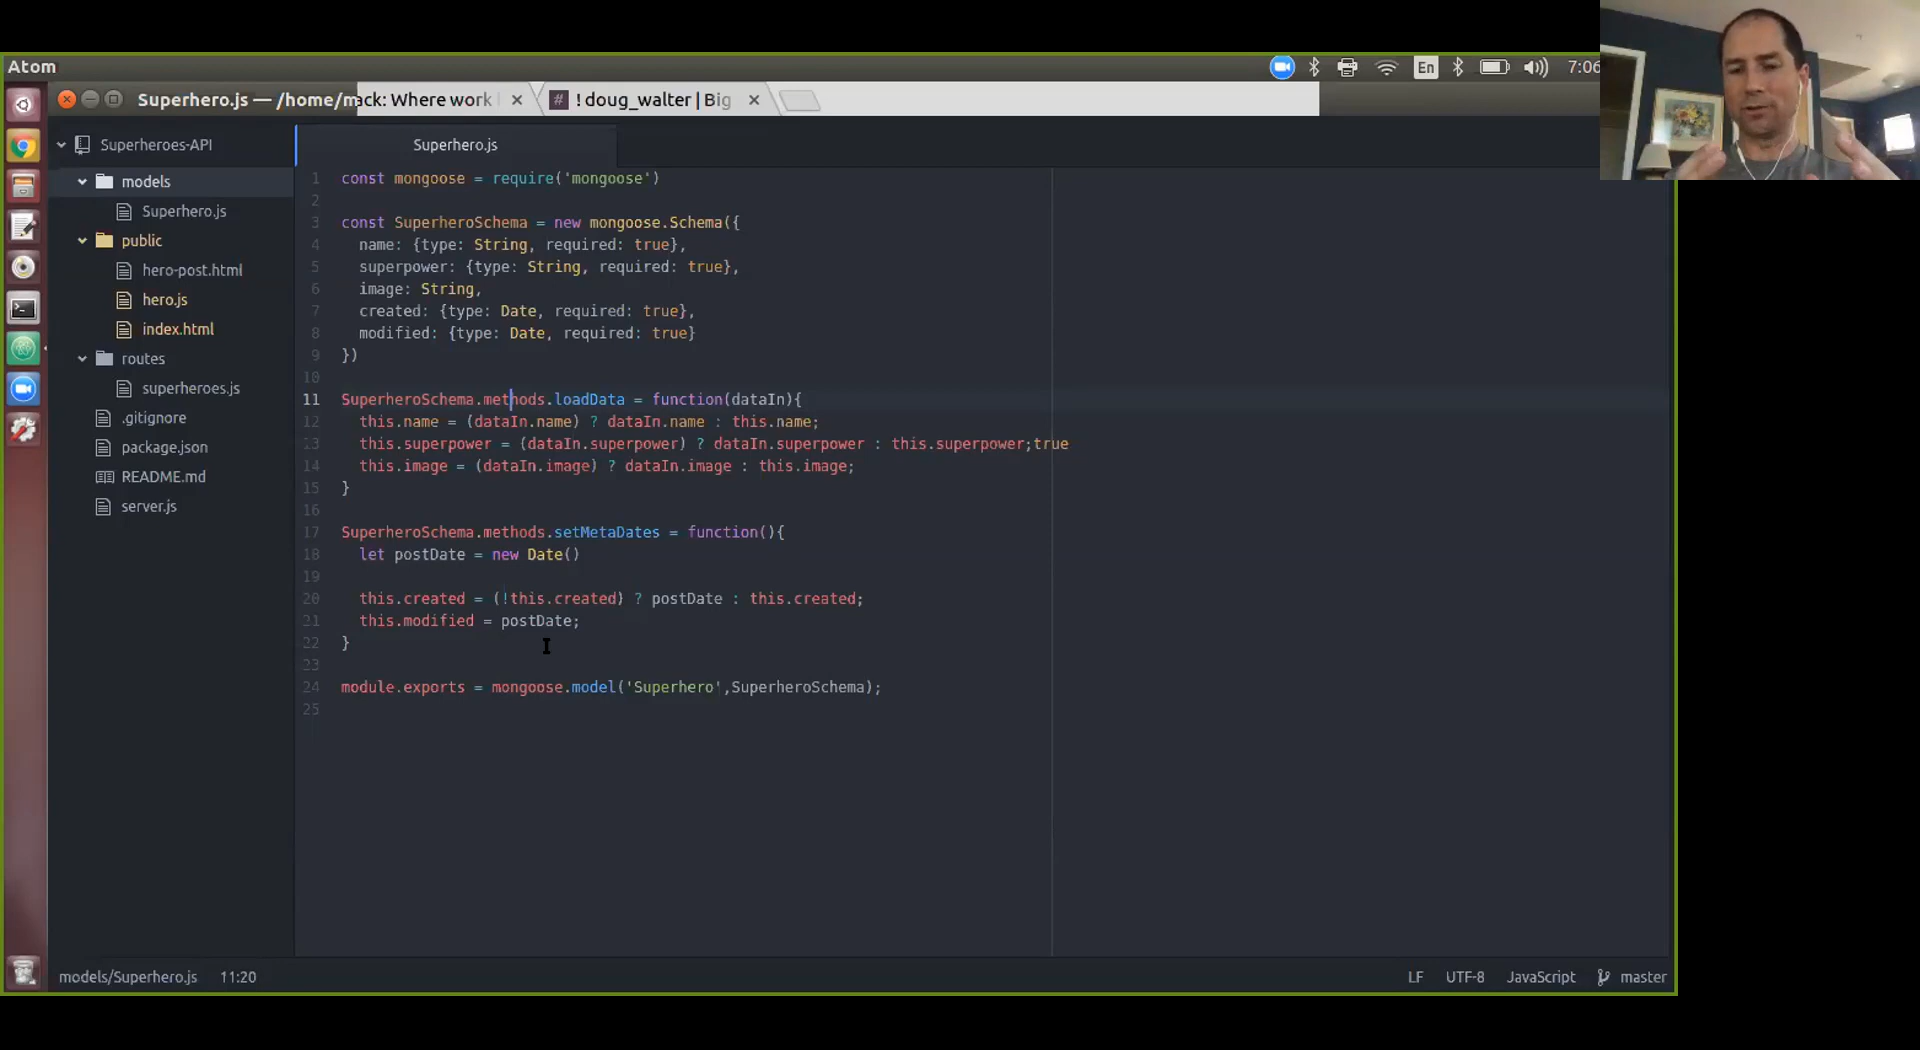 Atom
En
7:06
Superhero.js — /home/m
ack: Where work
! doug_walter | Big
Superheroes-API
models
Superhero.js
public
hero-post.html
hero.js
index.html
routes
superheroes.js
.gitignore
package.json
README.md
server.js
Superhero.js
1 const mongoose = require('mongoose')
2
3 const SuperheroSchema = new mongoose.Schema({
4 name: {type: String, required: true},
5 superpower: {type: String, required: true},
6 image: String,
7 created: {type: Date, required: true},
8 modified: {type: Date, required: true}
9 })
10
11 SuperheroSchema.methods.loadData = function(dataIn){
12 this.name = (dataIn.name) ? dataIn.name : this.name;
13 this.superpower = (dataIn.superpower) ? dataIn.superpower : this.superpower;true
14 this.image = (dataIn.image) ? dataIn.image : this.image;
15 }
16
17 SuperheroSchema.methods.setMetaDates = function(){
18 let postDate = new Date()
19
20 this.created = (!this.created) ? postDate : this.created;
21 this.modified = postDate;
22 }
23
24 module.exports = mongoose.model('Superhero',SuperheroSchema);
25
models/Superhero.js 11:20
LF UTF-8 JavaScript master